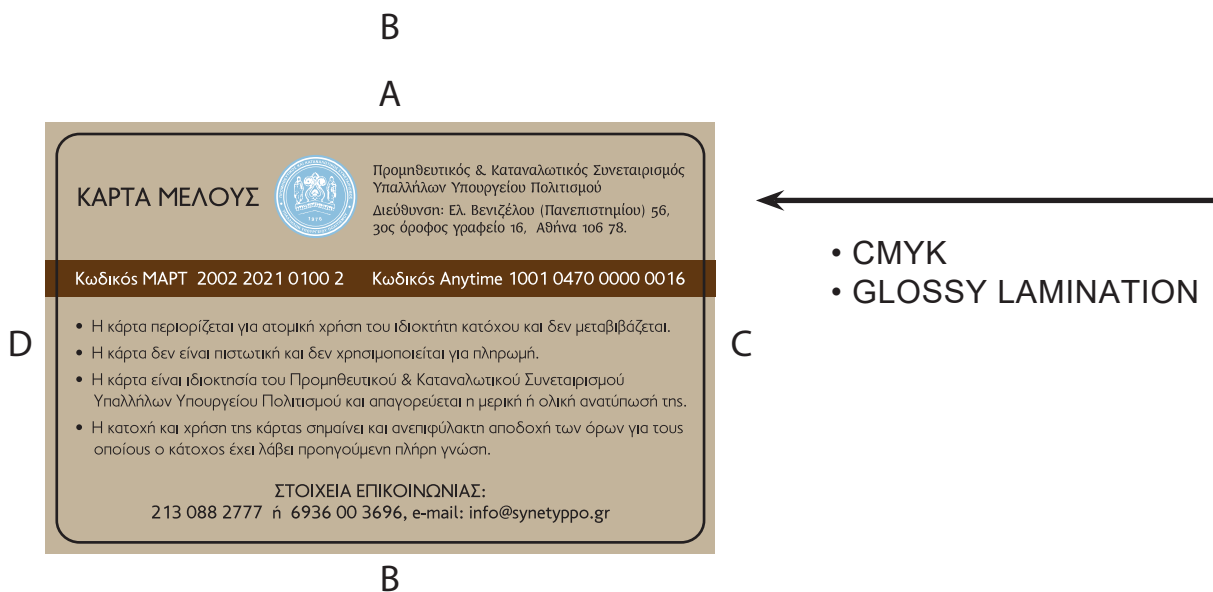 B
A
ΚΑΡΤΑ ΜΕΛΟΥΣ
1978
Προμηθευτικός & Καταναλωτικός Συνεταιρισμός
Υπαλλήλων Υπουργείου Πολιτισμού
Διεύθυνση: Ελ. Βενιζέλου (Πανεπιστημίου) 56,
3ος όροφος γραφείο 16, Αθήνα 106 78.
• CMYK
• GLOSSY LAMINATION
Κωδικός ΜΑΡΤ 2002 2021 0100 2 Κωδικός Anytime 1001 0470 0000 0016
D
C
• Η κάρτα περιορίζεται για ατομική χρήση του ιδιοκτήτη κατόχου και δεν μεταβιβάζεται.
• Η κάρτα δεν είναι πιστωτική και δεν χρησιμοποιείται για πληρωμή.
• Η κάρτα είναι ιδιοκτησία του Προμηθευτικού & Καταναλωτικού Συνεταιρισμού
Υπαλλήλων Υπουργείου Πολιτισμού και απαγορεύεται η μερική ή ολική ανατύπωσή της.
• Η κατοχή και χρήση της κάρτας σημαίνει και ανεπιφύλακτη αποδοχή των όρων για τους
οποίους ο κάτοχος έχει λάβει προηγούμενη πλήρη γνώση.
ΣΤΟΙΧΕΙΑ ΕΠΙΚΟΙΝΩΝΙΑΣ:
213 088 2777 ή 6936 00 3696, e-mail: info@synetyppo.gr
B